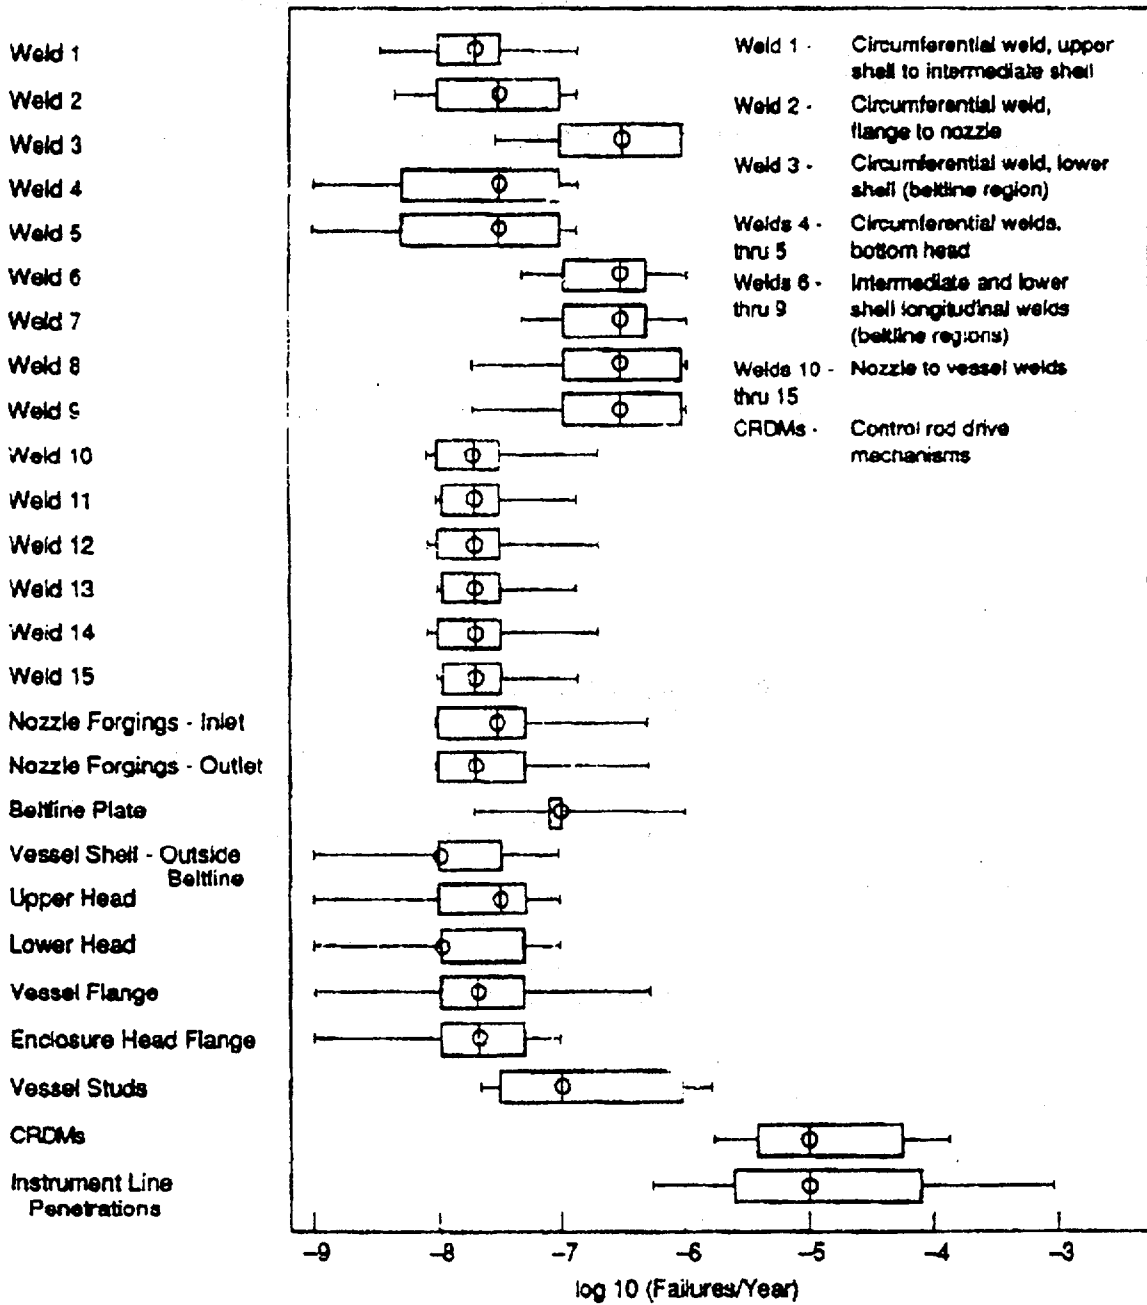 Weld 1
Weld 2
Weld 3
Weld 4
Weld 5
Weld 6
Weld 7
Weld 8
Weld 9
Weld 10
Weld 11
Weld 12
Weld 13
Weld 14
Weld 15
Nozzle Forgings - Inlet
Nozzle Forgings - Outlet
Beltline Plate
Vessel Shell - Outside
Beltline
Upper Head
Lower Head
Vessel Flange
Enclosure Head Flange
Vessel Studs
CRDMs
Instrument Line
Penetrations
Weld 1 - Circumferential weld, upper
shell to intermediate shell
Weld 2 - Circumferential weld,
flange to nozzle
Weld 3 - Circumferential weld, lower
shell (beltline region)
Welds 4 - Circumferential welds,
thru 5 bottom head
Welds 6 - Intermediate and lower
thru 9 shell longitudinal welds
(beltline regions)
Welds 10 - Nozzle to vessel welds
thru 15
CRDMs - Control rod drive
mechanisms
-9 -8 -7 -6 -5 -4 -3
log 10 (Failures/Year)